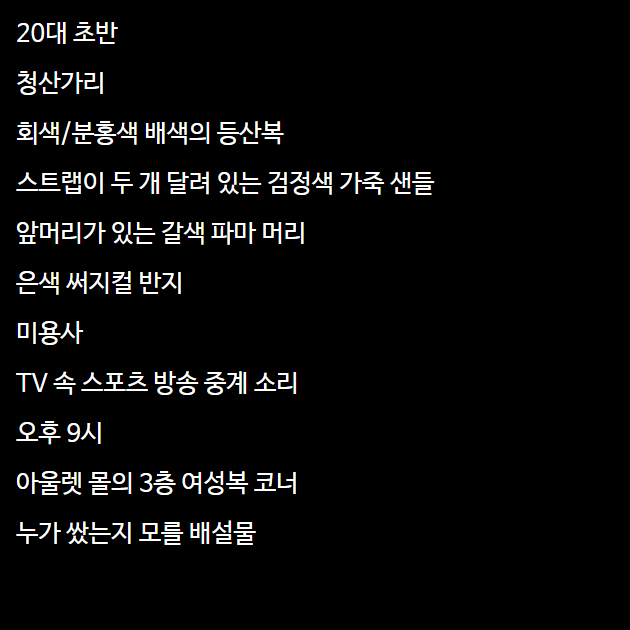 20대 초반
청산가리
회색/분홍색 배색의 등산복
스트랩이 두 개 달려 있는 검정색 가죽 샌들
앞머리가 있는 갈색 파마 머리
은색 써지컬 반지
미용사
TV 속 스포츠 방송 중계 소리
오후 9시
아울렛 몰의 3층 여성복 코너
누가 쌌는지 모를 배설물